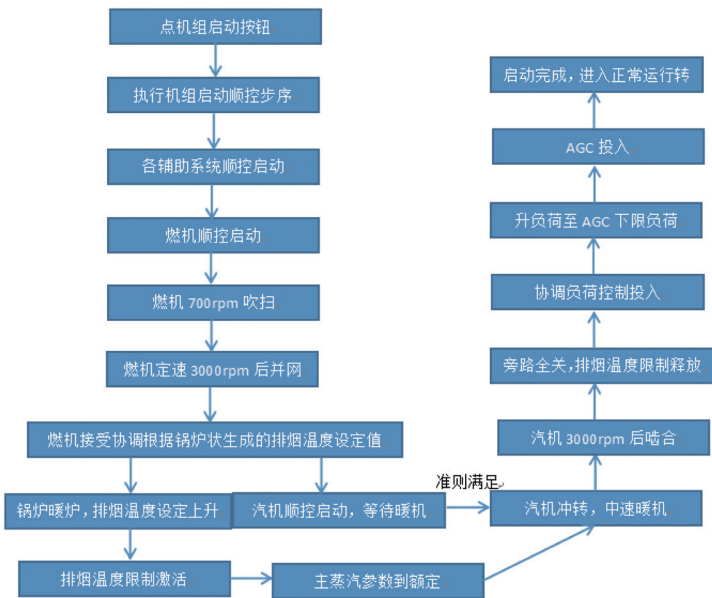 点机组启动按钮
执行机组启动顺控步序
各辅助系统顺控启动
燃机顺控启动
燃机 700rpm 吹扫
燃机定速 3000rpm 后并网
燃机接受协调根据锅炉状生成的排烟温度设定值
锅炉暖炉，排烟温度设定上升
汽机顺控启动，等待暖机
排烟温度限制激活
主蒸汽参数到额定
准则满足
汽机冲转，中速暖机
汽机 3000rpm 后啮合
旁路全关，排烟温度限制释放
协调负荷控制投入
升负荷至 AGC 下限负荷
AGC 投入
启动完成，进入正常运行转